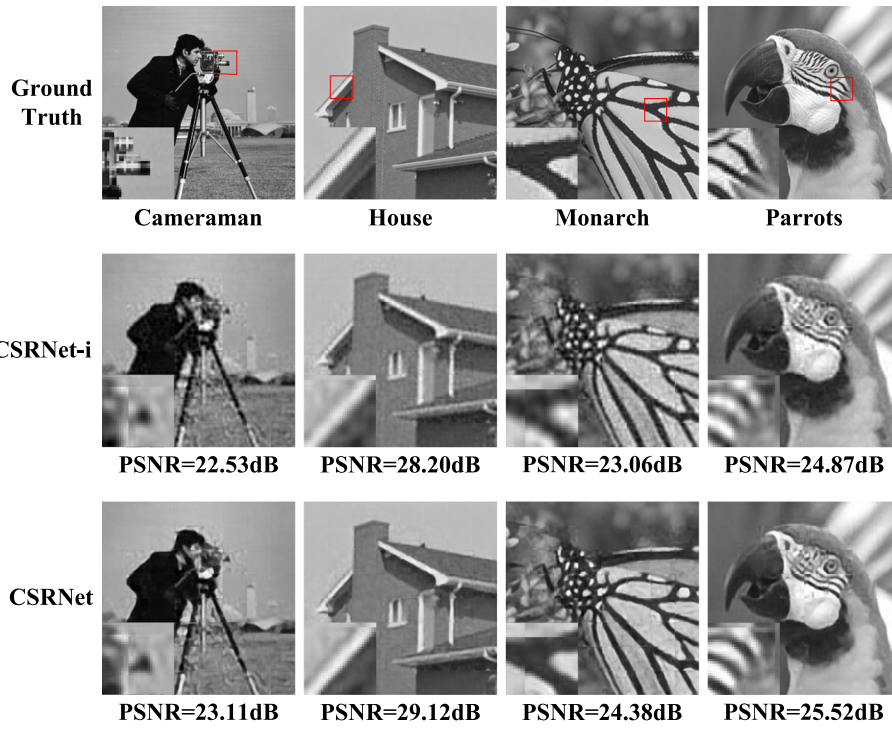 Ground
Truth
Cameraman House Monarch Parrots
CSRNet-i
PSNR=22.53dB PSNR=28.20dB PSNR=23.06dB PSNR=24.87dB
CSRNet
PSNR=23.11dB PSNR=29.12dB PSNR=24.38dB PSNR=25.52dB